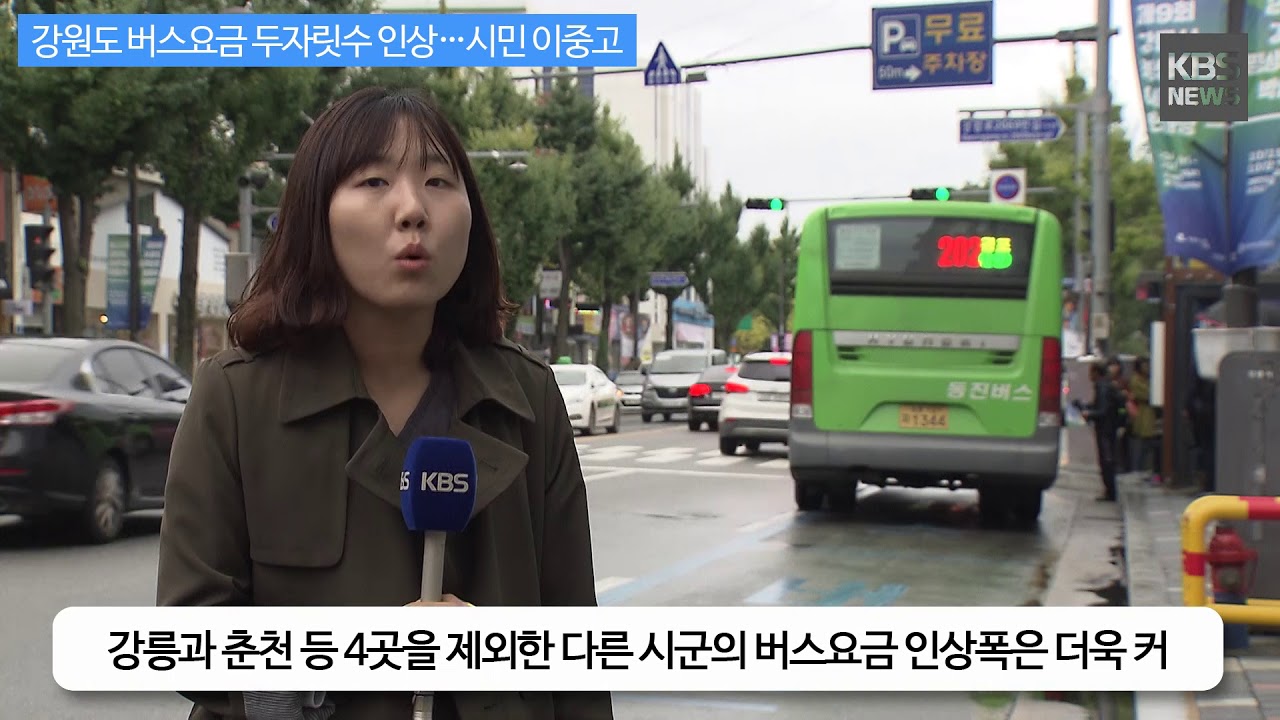 강원도 버스요금 두자릿수 인상…시민 이중고
P 무료
주차장
60m
KBS
NEWS
202
동진버스
1344
KBS
강릉과 춘천 등 4곳을 제외한 다른 시군의 버스요금 인상폭은 더욱 커